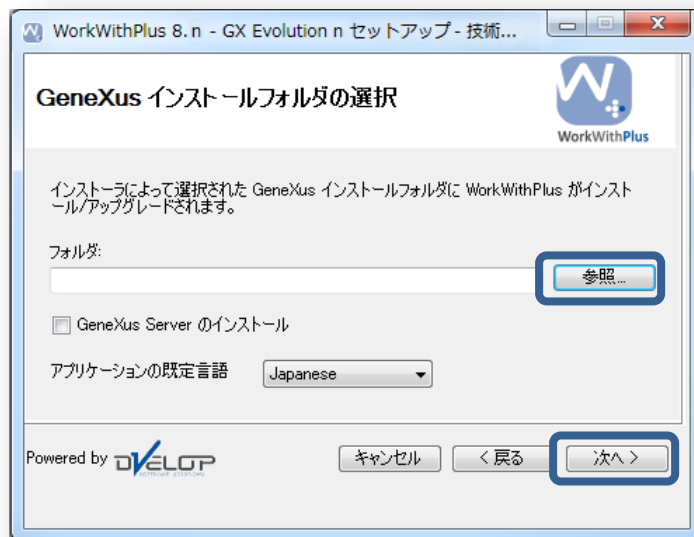 WorkWithPlus 8.n - GX Evolution n セットアップ - 技術...
GeneXus インストールフォルダの選択
WorkWithPlus
インストーラによって選択された GeneXus インストールフォルダに WorkWithPlus がインスト
ール/アップグレードされます。
フォルダ:
参照...
GeneXus Server のインストール
アプリケーションの既定言語
Japanese
Powered by DVELOP
キャンセル
< 戻る
次へ >